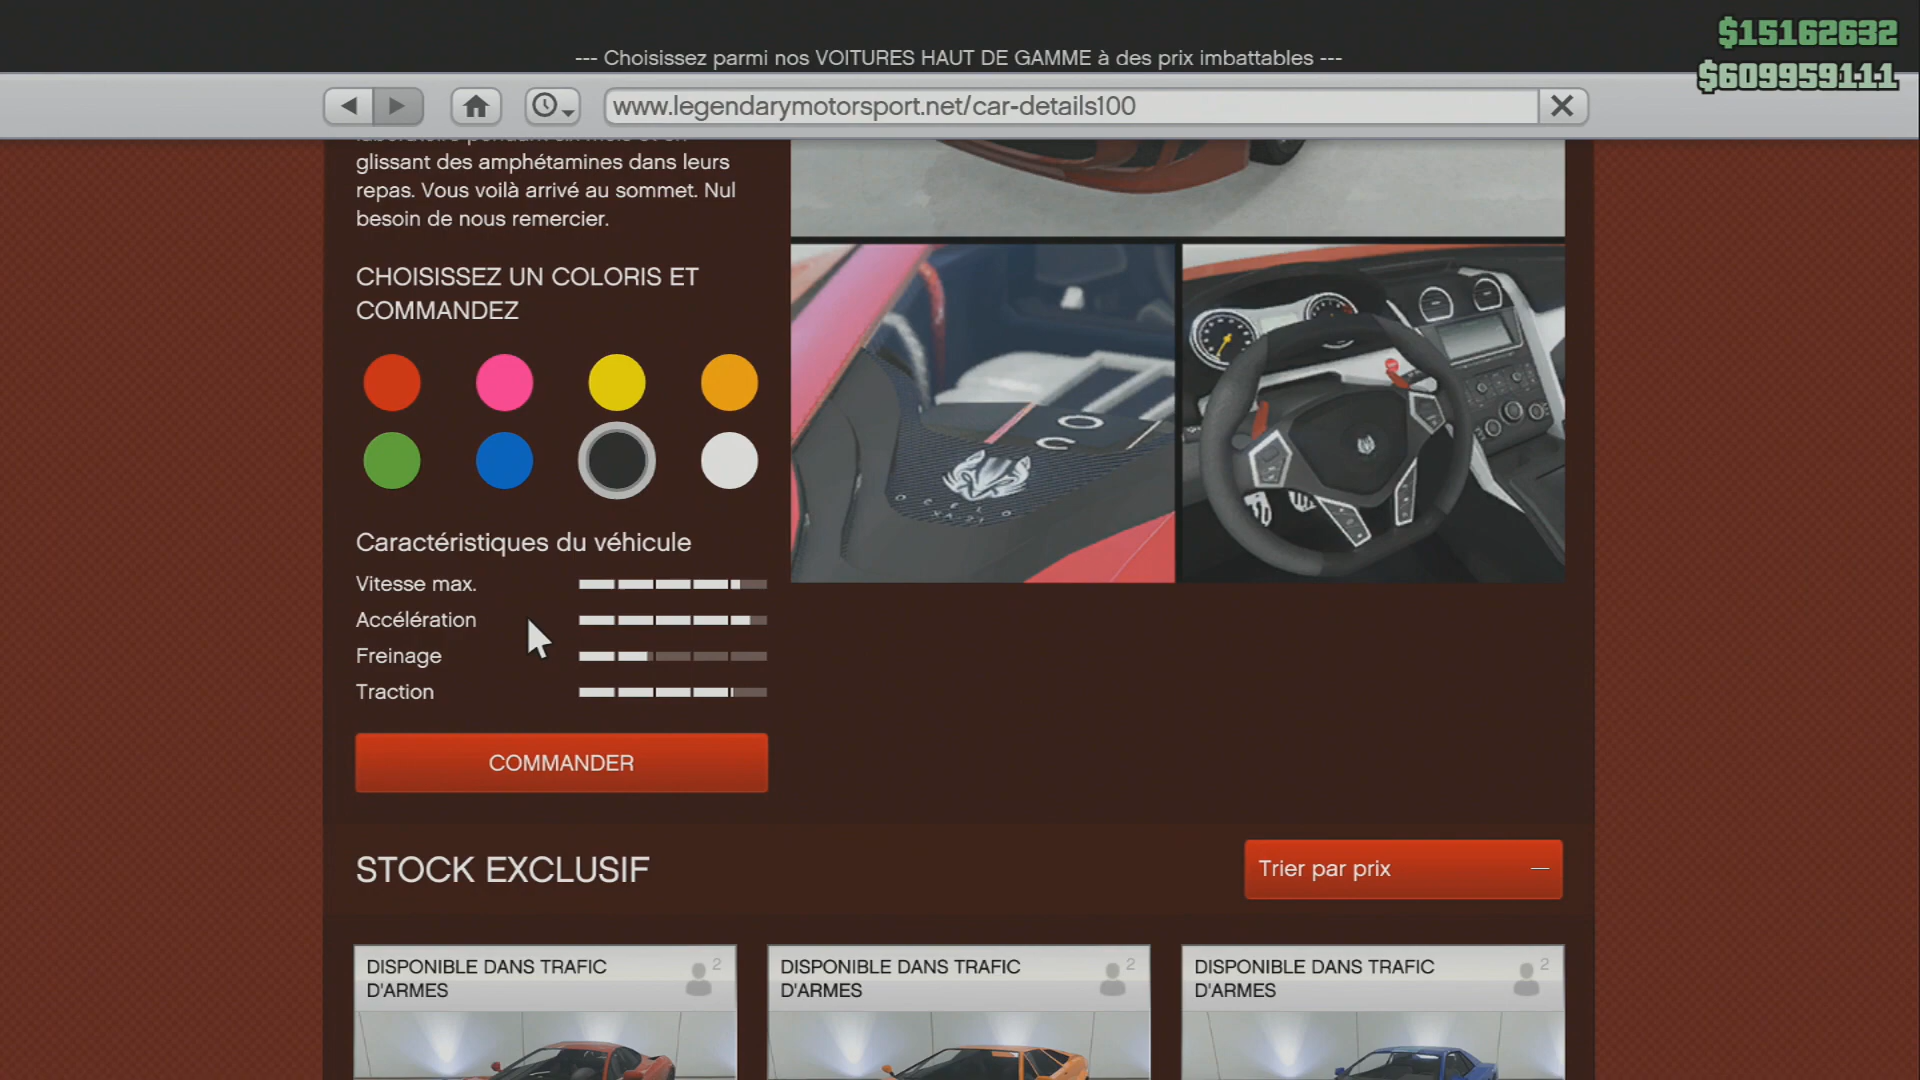 $15162632
--- Choisissez parmi nos VOITURES HAUT DE GAMME à des prix imbattables ---
$609959111
www.legendarymotorsport.net/car-details100
glissant des amphétamines dans leurs
repas. Vous voilà arrivé au sommet. Nul
besoin de nous remercier.
CHOISISSEZ UN COLORIS ET
COMMANDEZ
OCELOT
XA-21
Caractéristiques du véhicule
Vitesse max.
Accélération
Freinage
Traction
COMMANDER
STOCK EXCLUSIF
Trier par prix
DISPONIBLE DANS TRAFIC
D'ARMES
2
DISPONIBLE DANS TRAFIC
D'ARMES
2
DISPONIBLE DANS TRAFIC
D'ARMES
2